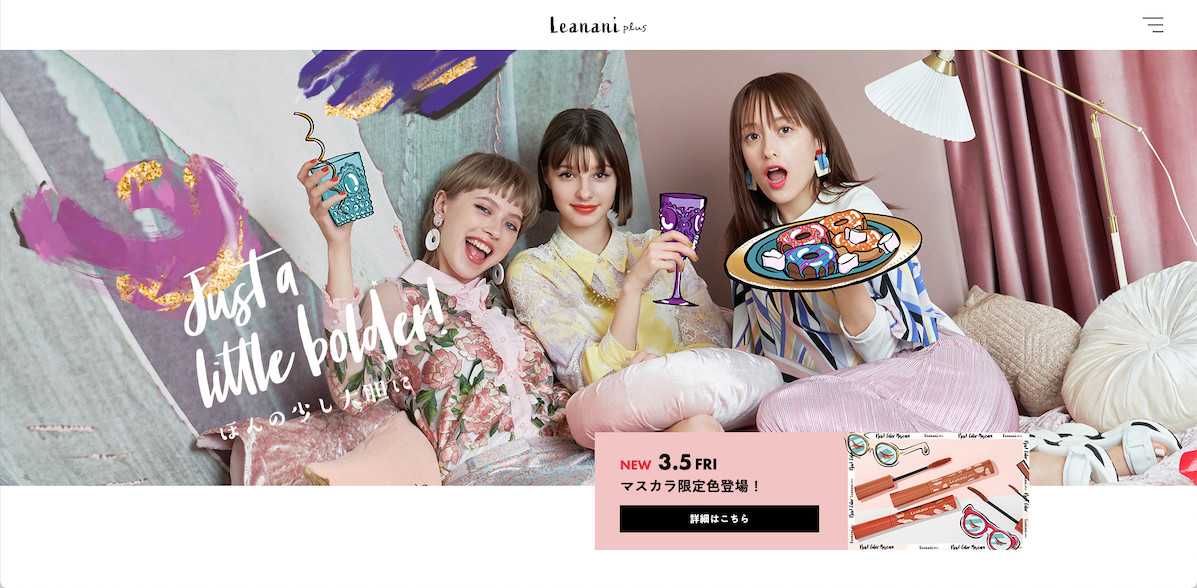 Leanani plus
Just a
little bolder!
ほんの少し大胆に
NEW 3.5 FRI
マスカラ限定色登場！
詳細はこちら